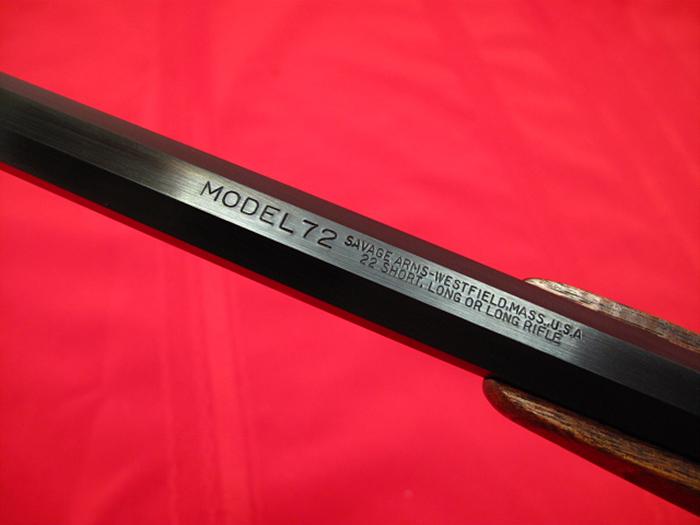 MODEL 72
SAVAGE ARMS-WESTFIELD, MASS., U.S.A.
22 SHORT, LONG OR LONG RIFLE